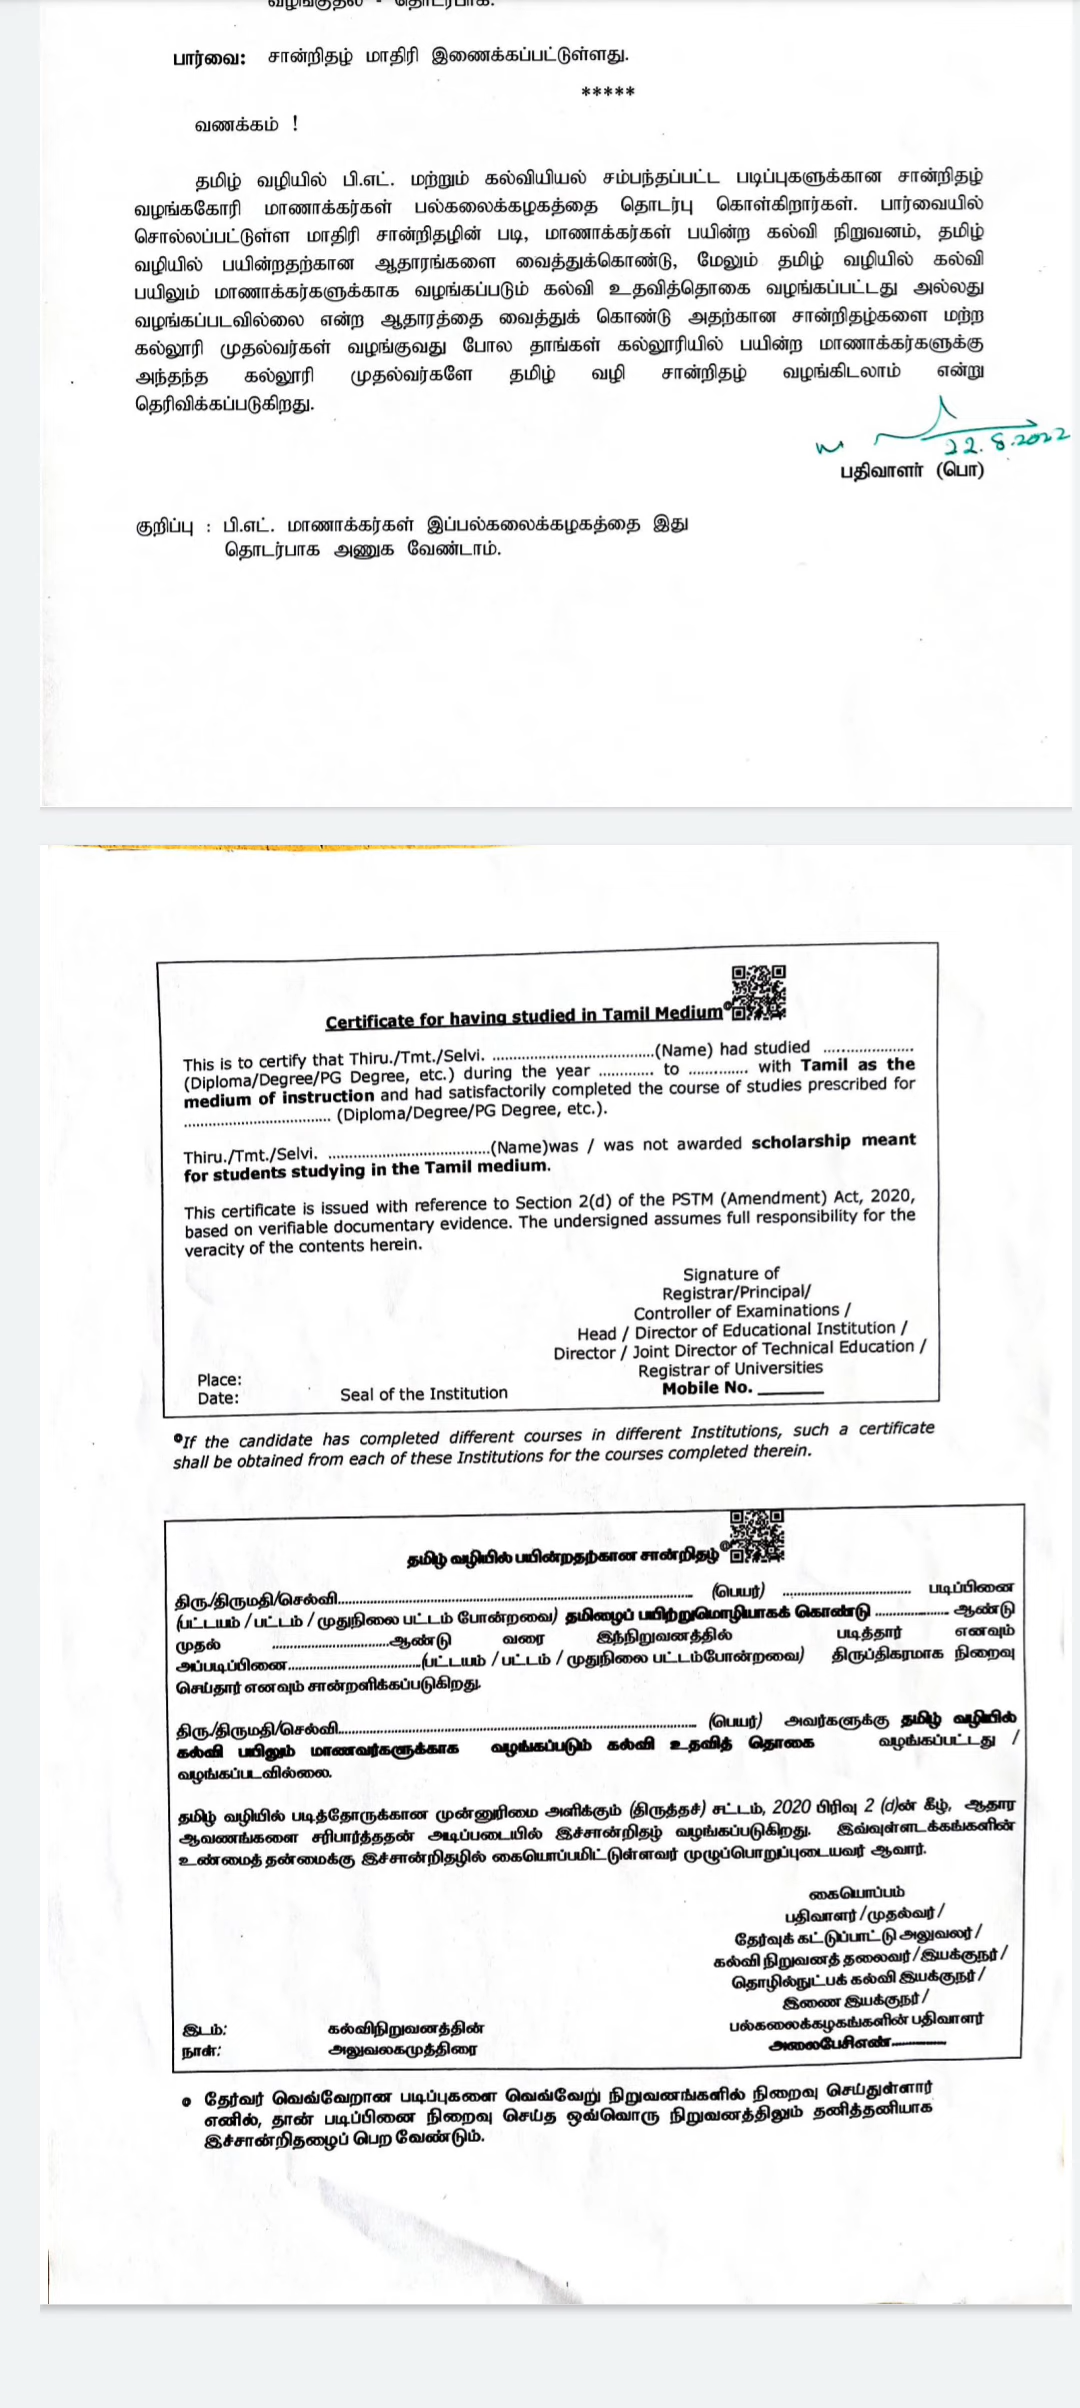 வழங்குதல் - தொடர்பாக.
பார்வை: சான்றிதழ் மாதிரி இணைக்கப்பட்டுள்ளது.
*****
வணக்கம் !
தமிழ் வழியில் பி.எட். மற்றும் கல்வியியல் சம்பந்தப்பட்ட படிப்புகளுக்கான சான்றிதழ்
வழங்ககோரி மாணாக்கர்கள் பல்கலைக்கழகத்தை தொடர்பு கொள்கிறார்கள். பார்வையில்
சொல்லப்பட்டுள்ள மாதிரி சான்றிதழின் படி, மாணாக்கர்கள் பயின்ற கல்வி நிறுவனம், தமிழ்
வழியில் பயின்றதற்கான ஆதாரங்களை வைத்துக்கொண்டு, மேலும் தமிழ் வழியில் கல்வி
பயிலும் மாணாக்கர்களுக்காக வழங்கப்படும் கல்வி உதவித்தொகை வழங்கப்பட்டது அல்லது
வழங்கப்படவில்லை என்ற ஆதாரத்தை வைத்துக் கொண்டு அதற்கான சான்றிதழ்களை மற்ற
கல்லூரி முதல்வர்கள் வழங்குவது போல தாங்கள் கல்லூரியில் பயின்ற மாணாக்கர்களுக்கு
அந்தந்த கல்லூரி முதல்வர்களே தமிழ் வழி சான்றிதழ் வழங்கிடலாம் என்று
தெரிவிக்கப்படுகிறது.
22.8.2022
பதிவாளர் (பொ)
குறிப்பு : பி.எட். மாணாக்கர்கள் இப்பல்கலைக்கழகத்தை இது
தொடர்பாக அணுக வேண்டாம்.
Certificate for having studied in Tamil Medium
This is to certify that Thiru./Tmt./Selvi. ....................................(Name) had studied ....................
(Diploma/Degree/PG Degree, etc.) during the year ............ to ............. with Tamil as the
medium of instruction and had satisfactorily completed the course of studies prescribed for
................................. (Diploma/Degree/PG Degree, etc.).
Thiru./Tmt./Selvi. ....................................(Name)was / was not awarded scholarship meant
for students studying in the Tamil medium.
This certificate is issued with reference to Section 2(d) of the PSTM (Amendment) Act, 2020,
based on verifiable documentary evidence. The undersigned assumes full responsibility for the
veracity of the contents herein.
Signature of
Registrar/Principal/
Controller of Examinations /
Head / Director of Educational Institution /
Director / Joint Director of Technical Education /
Registrar of Universities
Place:
Date: Seal of the Institution Mobile No. _______
If the candidate has completed different courses in different Institutions, such a certificate
shall be obtained from each of these Institutions for the courses completed therein.
தமிழ் வழியில் பயின்றதற்கான சான்றிதழ்
திரு./திருமதி/செல்வி.................................................. (பெயர்) .............................. படிப்பினை
(பட்டயம் / பட்டம் / முதுநிலை பட்டம் போன்றவை) தமிழைப் பயிற்றுமொழியாகக் கொண்டு .................. ஆண்டு
முதல் ............................ஆண்டு வரை இந்நிறுவனத்தில் படித்தார் எனவும்
அப்படிப்பினை................................(பட்டயம் / பட்டம் / முதுநிலை பட்டம்போன்றவை) திருப்திகரமாக நிறைவு
செய்தார் எனவும் சான்றளிக்கப்படுகிறது.
திரு./திருமதி/செல்வி.................................................. (பெயர்) அவர்களுக்கு தமிழ் வழியில்
கல்வி பயிலும் மாணவர்களுக்காக வழங்கப்படும் கல்வி உதவித் தொகை வழங்கப்பட்டது /
வழங்கப்படவில்லை.
தமிழ் வழியில் படித்தோருக்கான முன்னுரிமை அளிக்கும் (திருத்தச்) சட்டம், 2020 பிரிவு 2 (d)ன் கீழ், ஆதார
ஆவணங்களை சரிபார்த்ததன் அடிப்படையில் இச்சான்றிதழ் வழங்கப்படுகிறது. இவ்வுள்ளடக்கங்களின்
உண்மைத் தன்மைக்கு இச்சான்றிதழில் கையொப்பமிட்டுள்ளவர் முழுப்பொறுப்புடையவர் ஆவார்.
கையொப்பம்
பதிவாளர்/முதல்வர்/
தேர்வுக் கட்டுப்பாட்டு அலுவலர்/
கல்வி நிறுவனத் தலைவர்/இயக்குநர்/
தொழில்நுட்பக் கல்வி இயக்குநர்/
இணை இயக்குநர்/
இடம்: கல்விநிறுவனத்தின் பல்கலைக்கழகங்களின் பதிவாளர்
நாள்: அலுவலகமுத்திரை அலைபேசிஎண்...............
• தேர்வர் வெவ்வேறான படிப்புகளை வெவ்வேறு நிறுவனங்களில் நிறைவு செய்துள்ளார்
எனில், தான் படிப்பினை நிறைவு செய்த ஒவ்வொரு நிறுவனத்திலும் தனித்தனியாக
இச்சான்றிதழைப் பெற வேண்டும்.